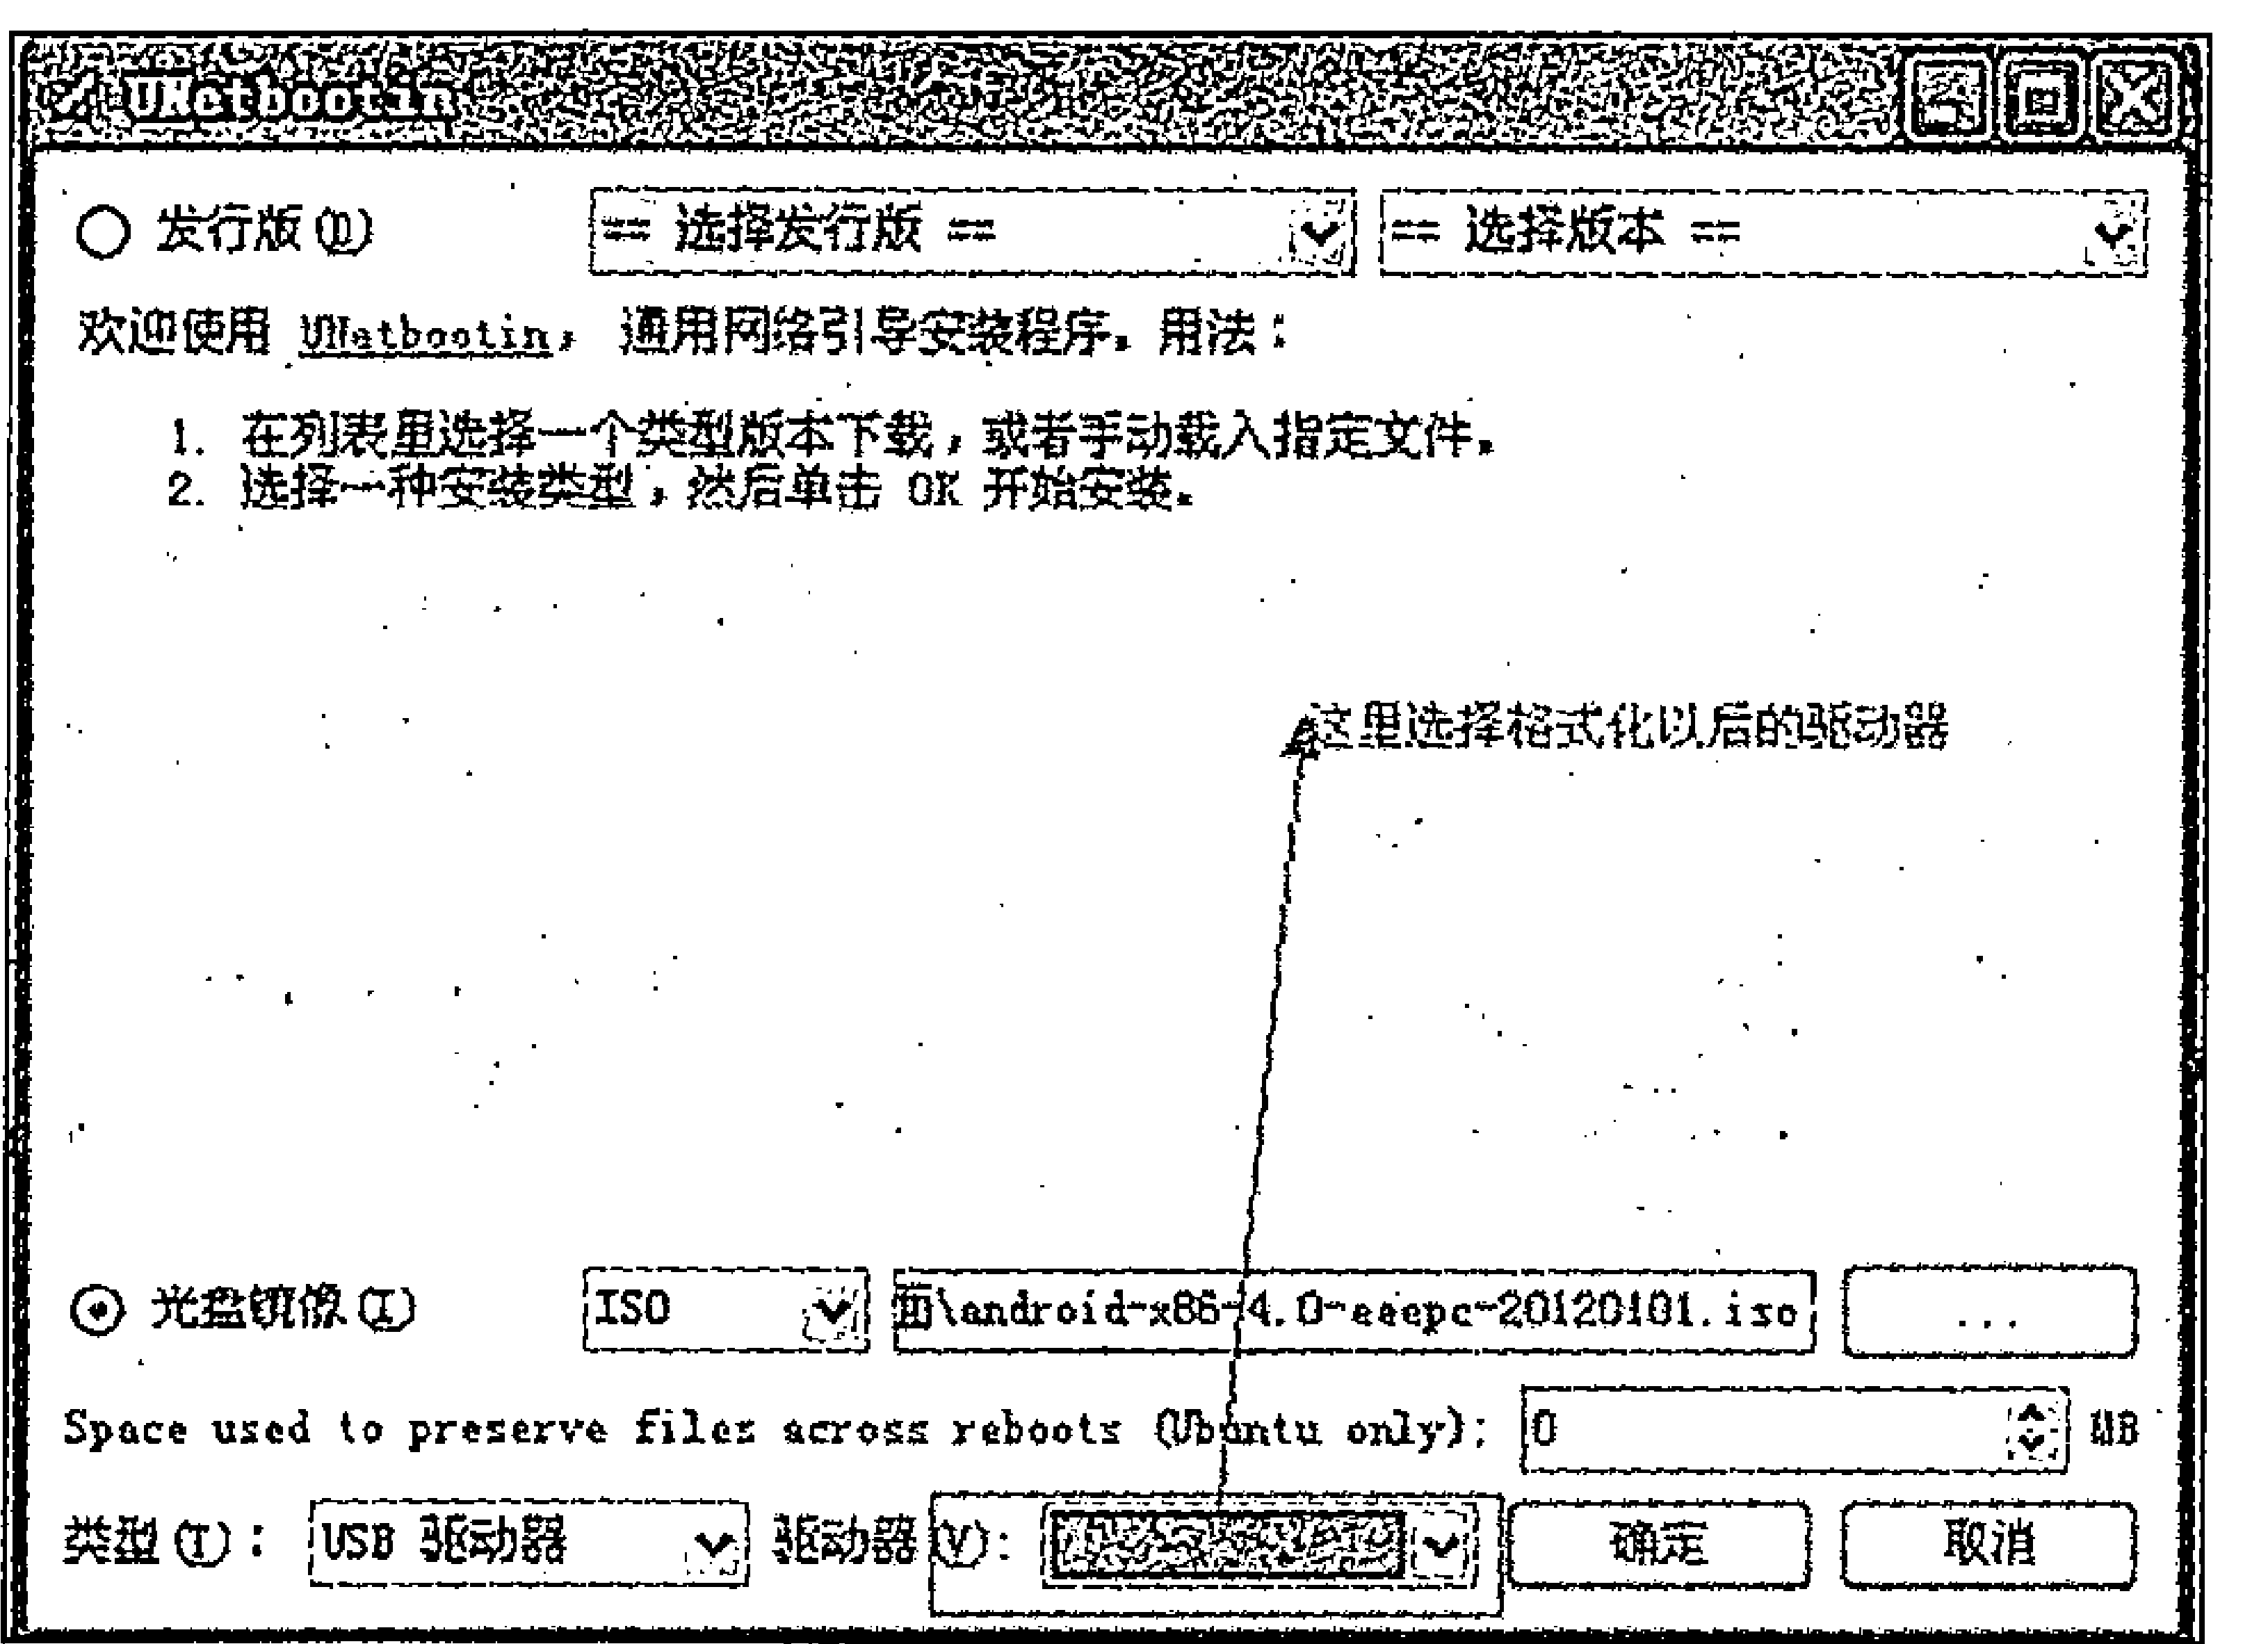 UNetbootin
发行版(D) == 选择发行版 == == 选择版本 ==
欢迎使用 UNetbootin, 通用网络引导安装程序。用法:
1. 在列表里选择一个类型版本下载,或者手动载入指定文件。
2. 选择一种安装类型,然后单击 OK 开始安装。
这里选择格式化以后的驱动器
光盘镜像(I) ISO 面\android-x86-4.0-eeepc-20120101.iso ...
Space used to preserve files across reboots (Ubuntu only): 0 MB
类型(T): USB 驱动器 驱动器(V): 确定 取消